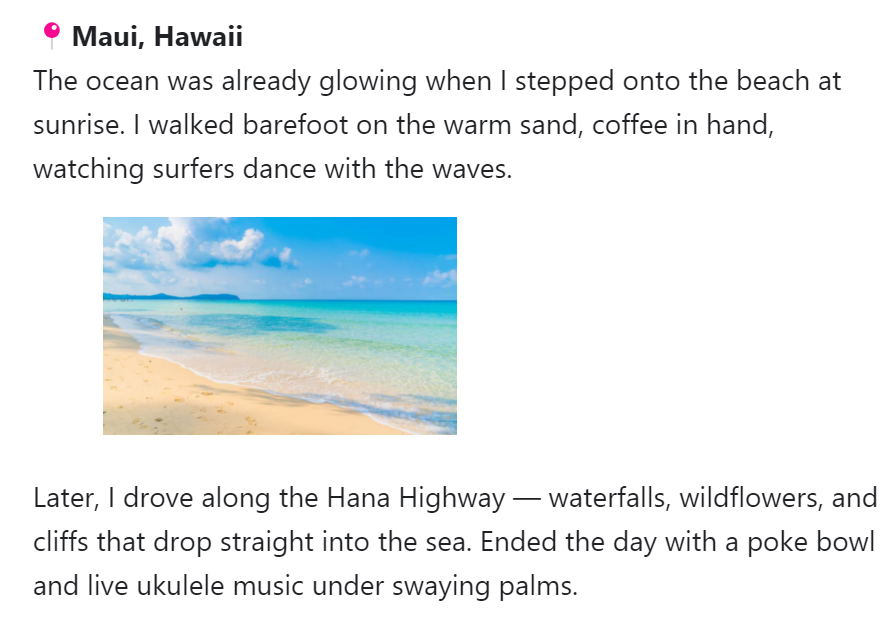 📍 Maui, Hawaii
The ocean was already glowing when I stepped onto the beach at
sunrise. I walked barefoot on the warm sand, coffee in hand,
watching surfers dance with the waves.
Later, I drove along the Hana Highway — waterfalls, wildflowers, and
cliffs that drop straight into the sea. Ended the day with a poke bowl
and live ukulele music under swaying palms.